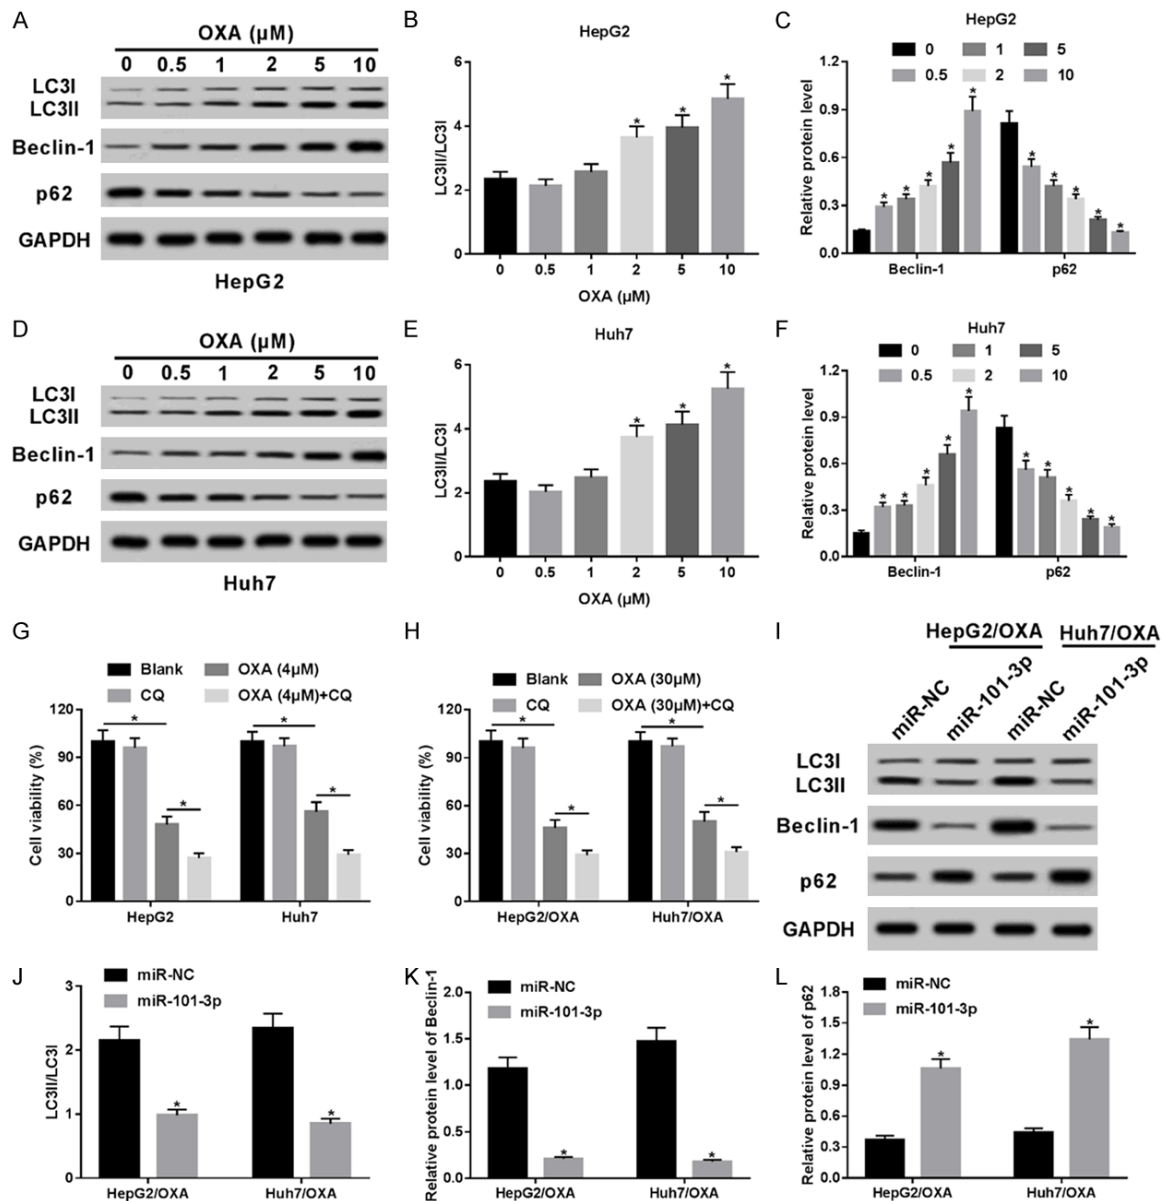 A
OXA (µM)
0 0.5 1 2 5 10
LC3I
LC3II
Beclin-1
p62
GAPDH
HepG2
B
HepG2
LC3II/LC3I
6
4
2
0
* * *
0 0.5 1 2 5 10
OXA (µM)
C
HepG2
0 1 5
0.5 2 10
Relative protein level
1.2
0.9
0.6
0.3
0.0
* * * * * * * * * *
Beclin-1 p62
D
OXA (µM)
0 0.5 1 2 5 10
LC3I
LC3II
Beclin-1
p62
GAPDH
Huh7
E
Huh7
LC3II/LC3I
6
4
2
0
* * *
0 0.5 1 2 5 10
OXA (µM)
F
Huh7
0 1 5
0.5 2 10
Relative protein level
1.2
0.9
0.6
0.3
0.0
* * * * * * * * * *
Beclin-1 p62
G
Blank OXA (4µM)
CQ OXA (4µM)+CQ
Cell viability (%)
120
90
60
30
0
* * * *
HepG2 Huh7
H
Blank OXA (30µM)
CQ OXA (30µM)+CQ
Cell viability (%)
120
90
60
30
0
* * * *
HepG2/OXA Huh7/OXA
I
HepG2/OXA Huh7/OXA
miR-NC miR-101-3p miR-NC miR-101-3p
LC3I
LC3II
Beclin-1
p62
GAPDH
J
miR-NC
miR-101-3p
LC3II/LC3I
3
2
1
0
* *
HepG2/OXA Huh7/OXA
K
miR-NC
miR-101-3p
Relative protein level of Beclin-1
2.0
1.5
1.0
0.5
0.0
* *
HepG2/OXA Huh7/OXA
L
miR-NC
miR-101-3p
Relative protein level of p62
1.8
1.5
1.2
0.9
0.6
0.3
0.0
* *
HepG2/OXA Huh7/OXA